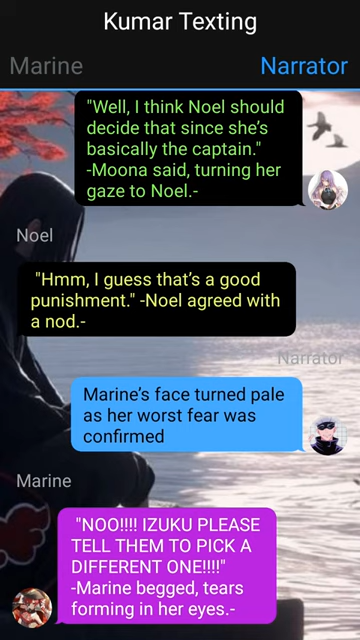 Kumar Texting
Marine
Narrator
"Well, I think Noel should
decide that since she's
basically the captain."
-Moona said, turning her
gaze to Noel.-
Noel
"Hmm, I guess that's a good
punishment." -Noel agreed with
a nod.-
Narrator
Marine's face turned pale
as her worst fear was
confirmed
Marine
"NOO!!!! IZUKU PLEASE
TELL THEM TO PICK A
DIFFERENT ONE!!!!"
-Marine begged, tears
forming in her eyes.-